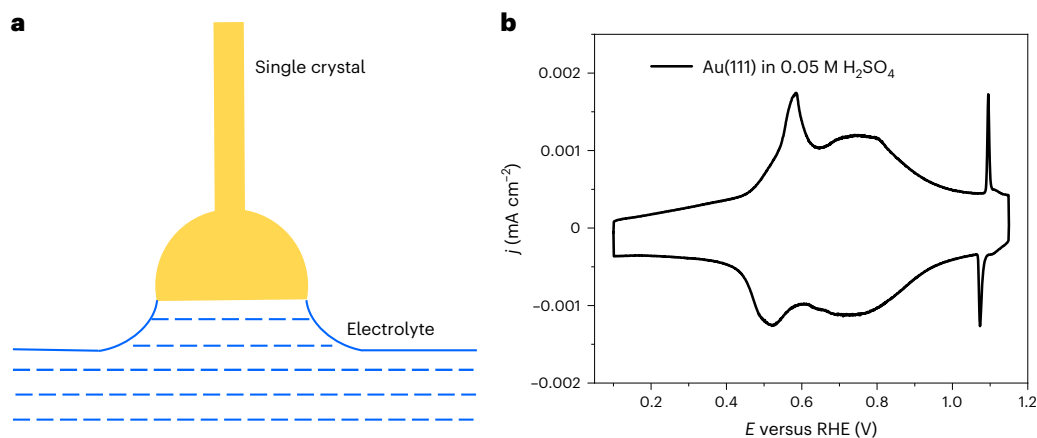 a
Single crystal
Electrolyte
b
Au(111) in 0.05 M H₂SO₄
0.002
0.001
0
−0.001
−0.002
j (mA cm⁻²)
0.2 0.4 0.6 0.8 1.0 1.2
E versus RHE (V)